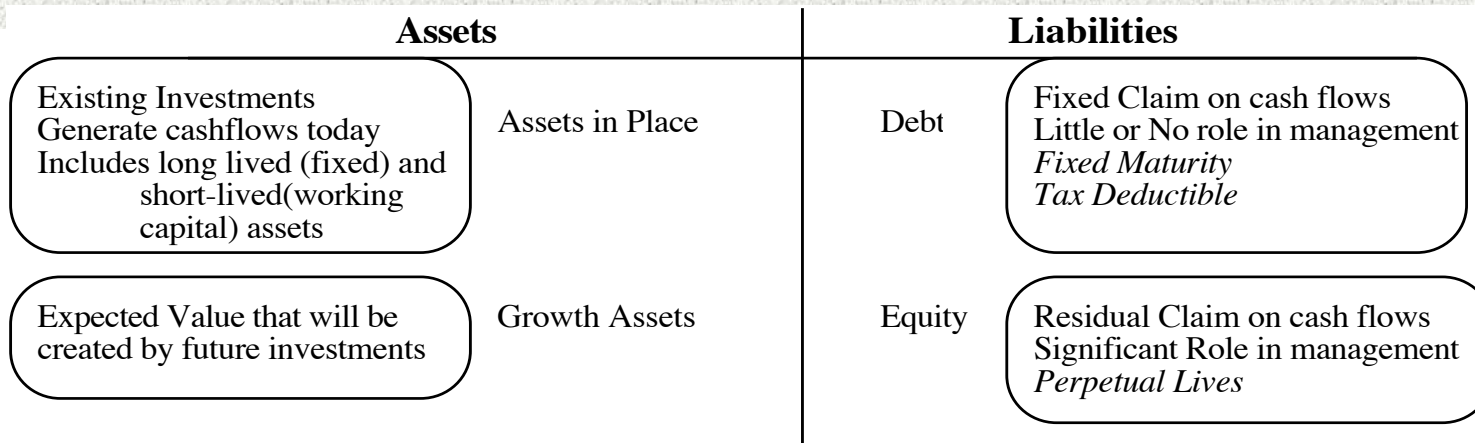 Assets
Liabilities
Existing Investments
Generate cashflows today
Includes long lived (fixed) and
short-lived(working
capital) assets
Assets in Place
Debt
Fixed Claim on cash flows
Little or No role in management
Fixed Maturity
Tax Deductible
Expected Value that will be
created by future investments
Growth Assets
Equity
Residual Claim on cash flows
Significant Role in management
Perpetual Lives